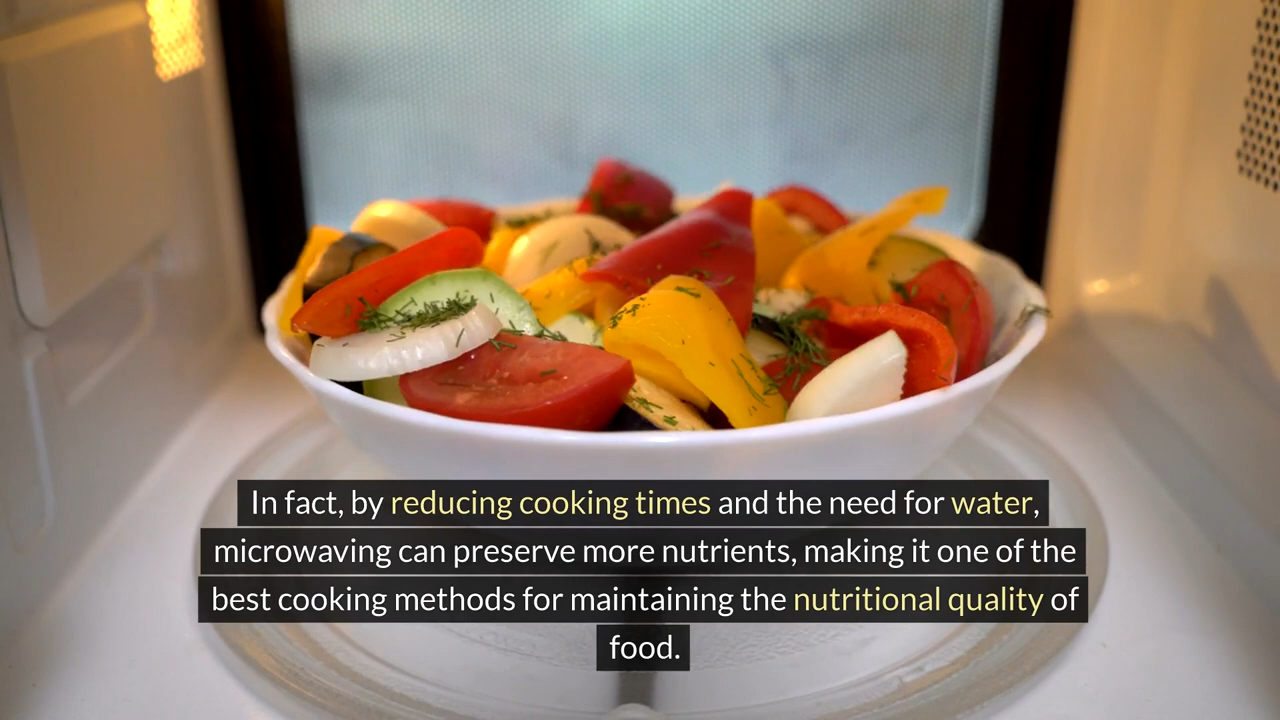 In fact, by reducing cooking times and the need for water,
microwaving can preserve more nutrients, making it one of the
best cooking methods for maintaining the nutritional quality of
food.